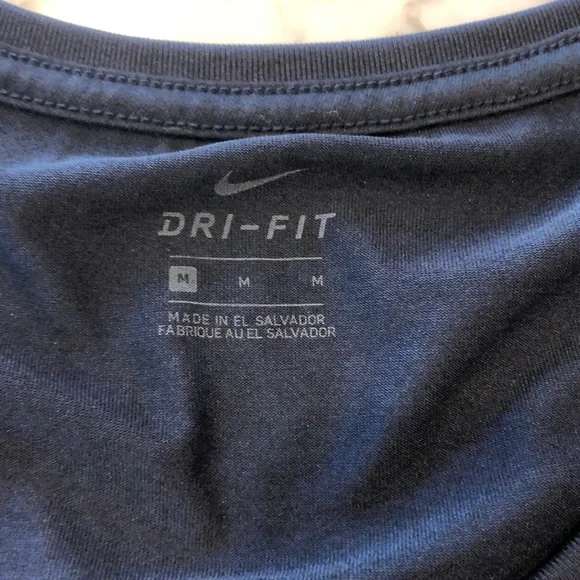 DRI-FIT
M M M
MADE IN EL SALVADOR
FABRIQUE AU EL SALVADOR